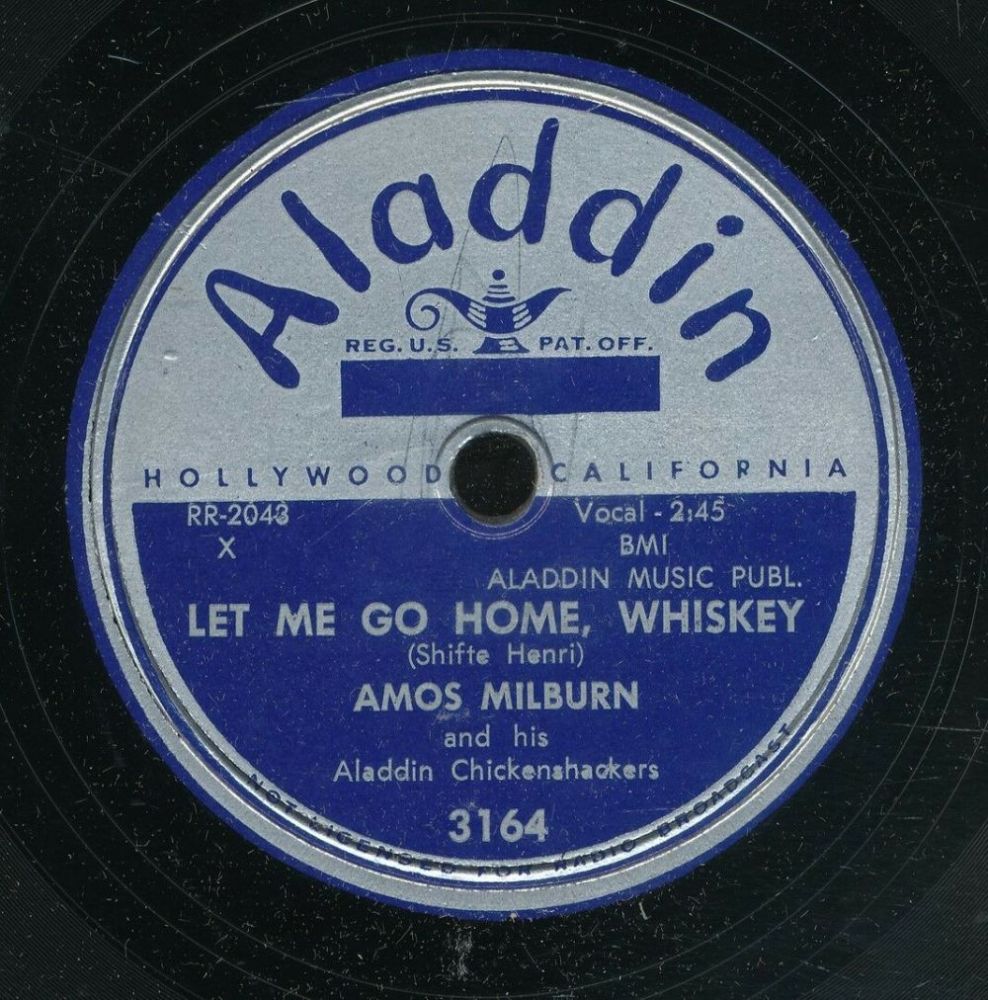 Aladdin
REG. U.S. PAT. OFF.
HOLLYWOOD CALIFORNIA
RR-2043 Vocal - 2:45
X BMI
ALADDIN MUSIC PUBL.
LET ME GO HOME, WHISKEY
(Shifte Henri)
AMOS MILBURN
and his
Aladdin Chickenshackers
3164
NOT LICENSED FOR RADIO BROADCAST